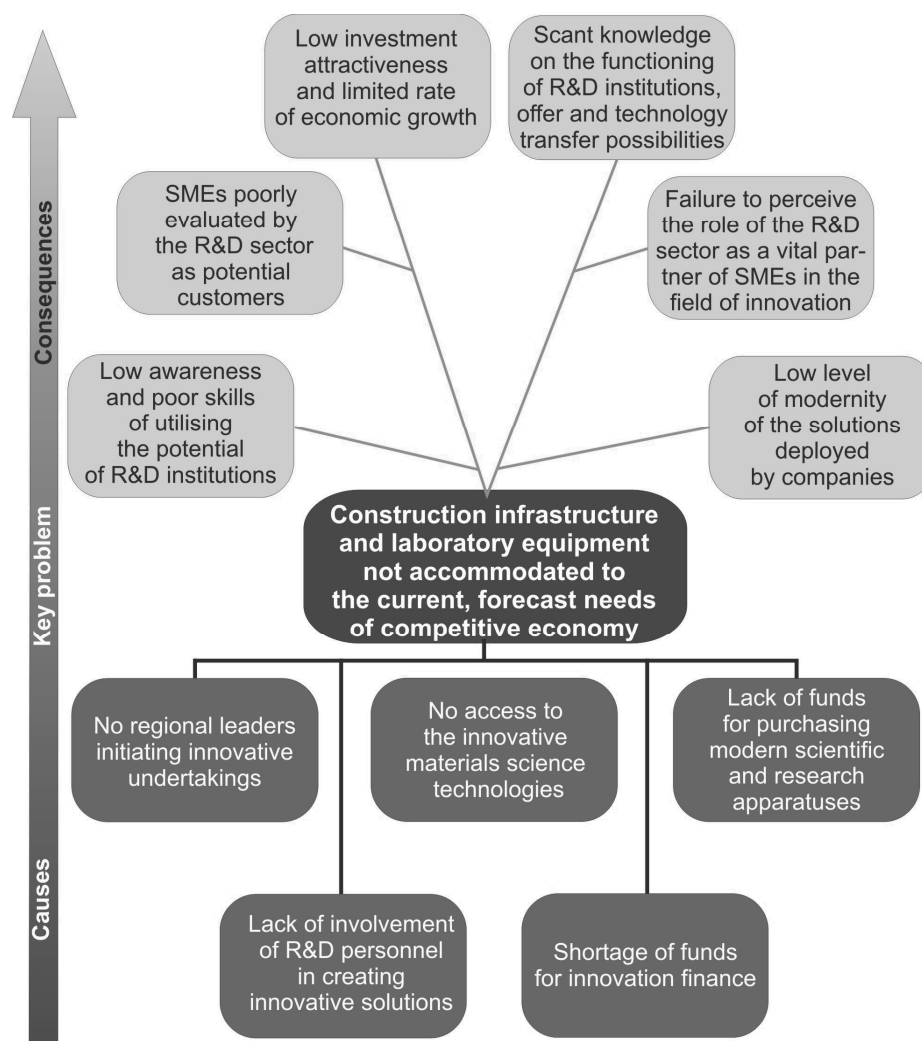 Low investment
attractiveness
and limited rate
of economic growth
Scant knowledge
on the functioning
of R&D institutions,
offer and technology
transfer possibilities
SMEs poorly
evaluated by
the R&D sector
as potential
customers
Failure to perceive
the role of the R&D
sector as a vital par-
tner of SMEs in the
field of innovation
Low awareness
and poor skills
of utilising
the potential
of R&D institutions
Low level
of modernity
of the solutions
deployed
by companies
Consequences
Key problem
Causes
Construction infrastructure
and laboratory equipment
not accommodated to
the current, forecast needs
of competitive economy
No regional leaders
initiating innovative
undertakings
No access to
the innovative
materials science
technologies
Lack of funds
for purchasing
modern scientific
and research
apparatuses
Lack of involvement
of R&D personnel
in creating
innovative solutions
Shortage of funds
for innovation finance